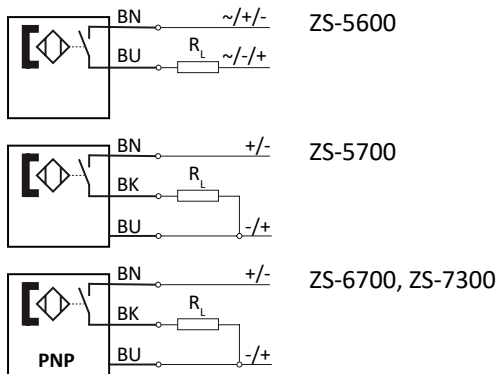 BN ~/+/- ZS-5600
BU R_L ~/-/+
BN +/- ZS-5700
BK R_L
BU -/+
BN +/- ZS-6700, ZS-7300
BK R_L
PNP BU -/+